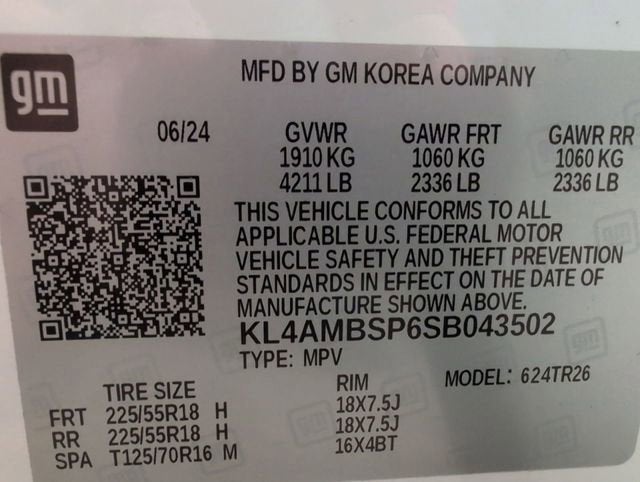 gm
MFD BY GM KOREA COMPANY
06/24 GVWR GAWR FRT GAWR RR
1910 KG 1060 KG 1060 KG
4211 LB 2336 LB 2336 LB
THIS VEHICLE CONFORMS TO ALL
APPLICABLE U.S. FEDERAL MOTOR
VEHICLE SAFETY AND THEFT PREVENTION
STANDARDS IN EFFECT ON THE DATE OF
MANUFACTURE SHOWN ABOVE.
KL4AMBSP6SB043502
TYPE: MPV
MODEL: 624TR26
TIRE SIZE RIM
FRT 225/55R18 H 18X7.5J
RR 225/55R18 H 18X7.5J
SPA T125/70R16 M 16X4BT